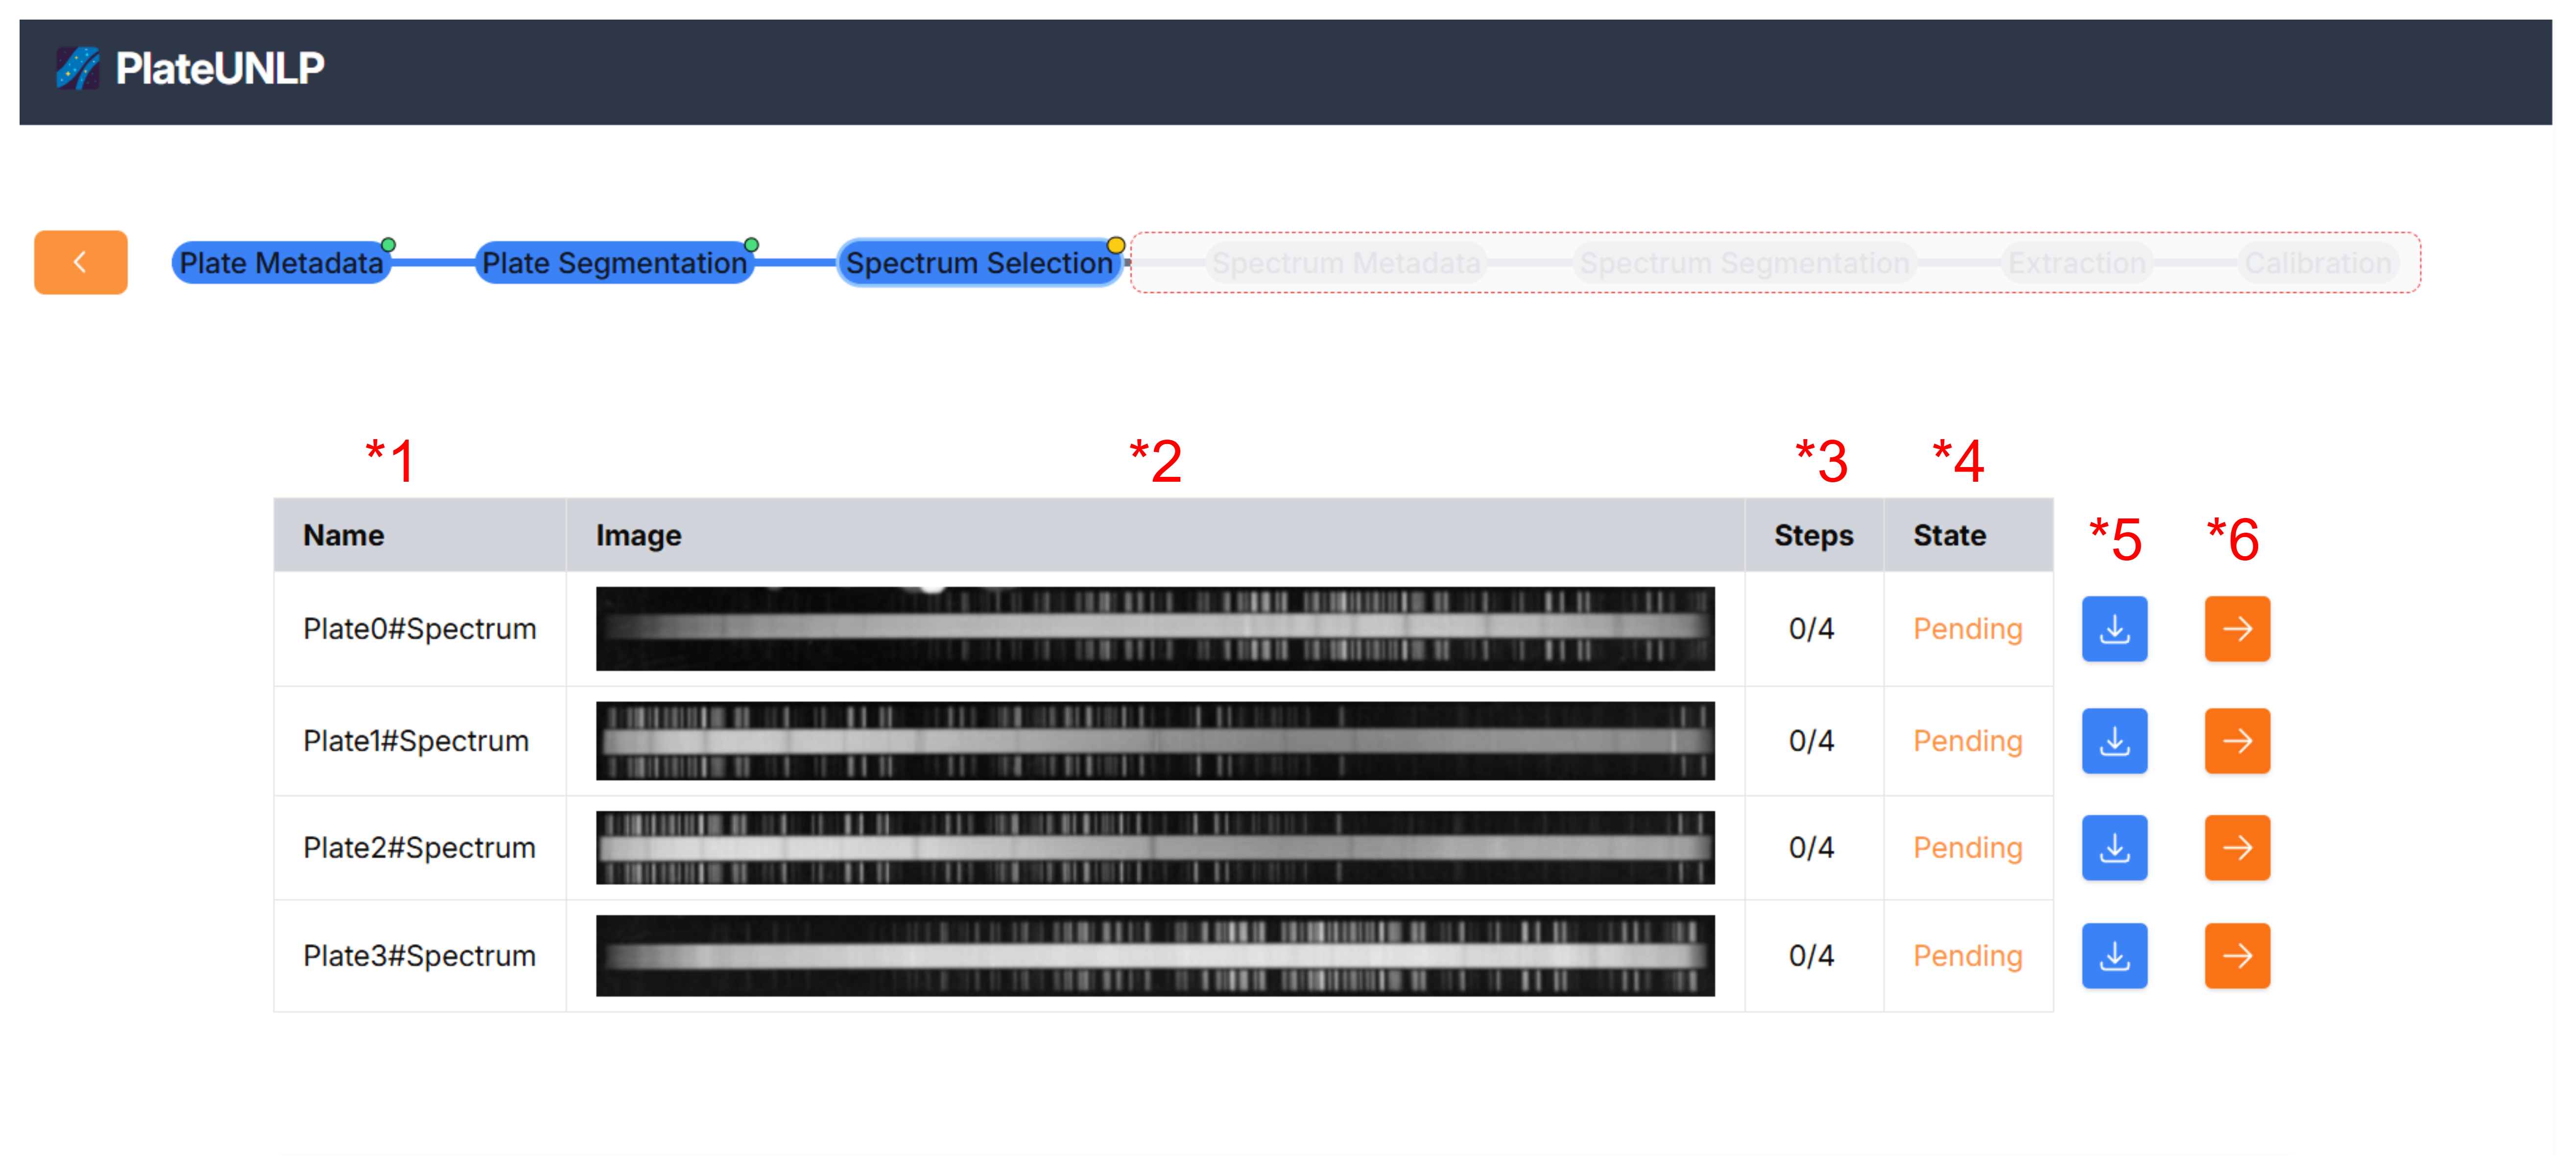 PlateUNLP
Plate Metadata Plate Segmentation Spectrum Selection Spectrum Metadata Spectrum Segmentation Extraction Calibration
*1 *2 *3 *4
Name Image Steps State *5 *6
Plate0#Spectrum 0/4 Pending
Plate1#Spectrum 0/4 Pending
Plate2#Spectrum 0/4 Pending
Plate3#Spectrum 0/4 Pending